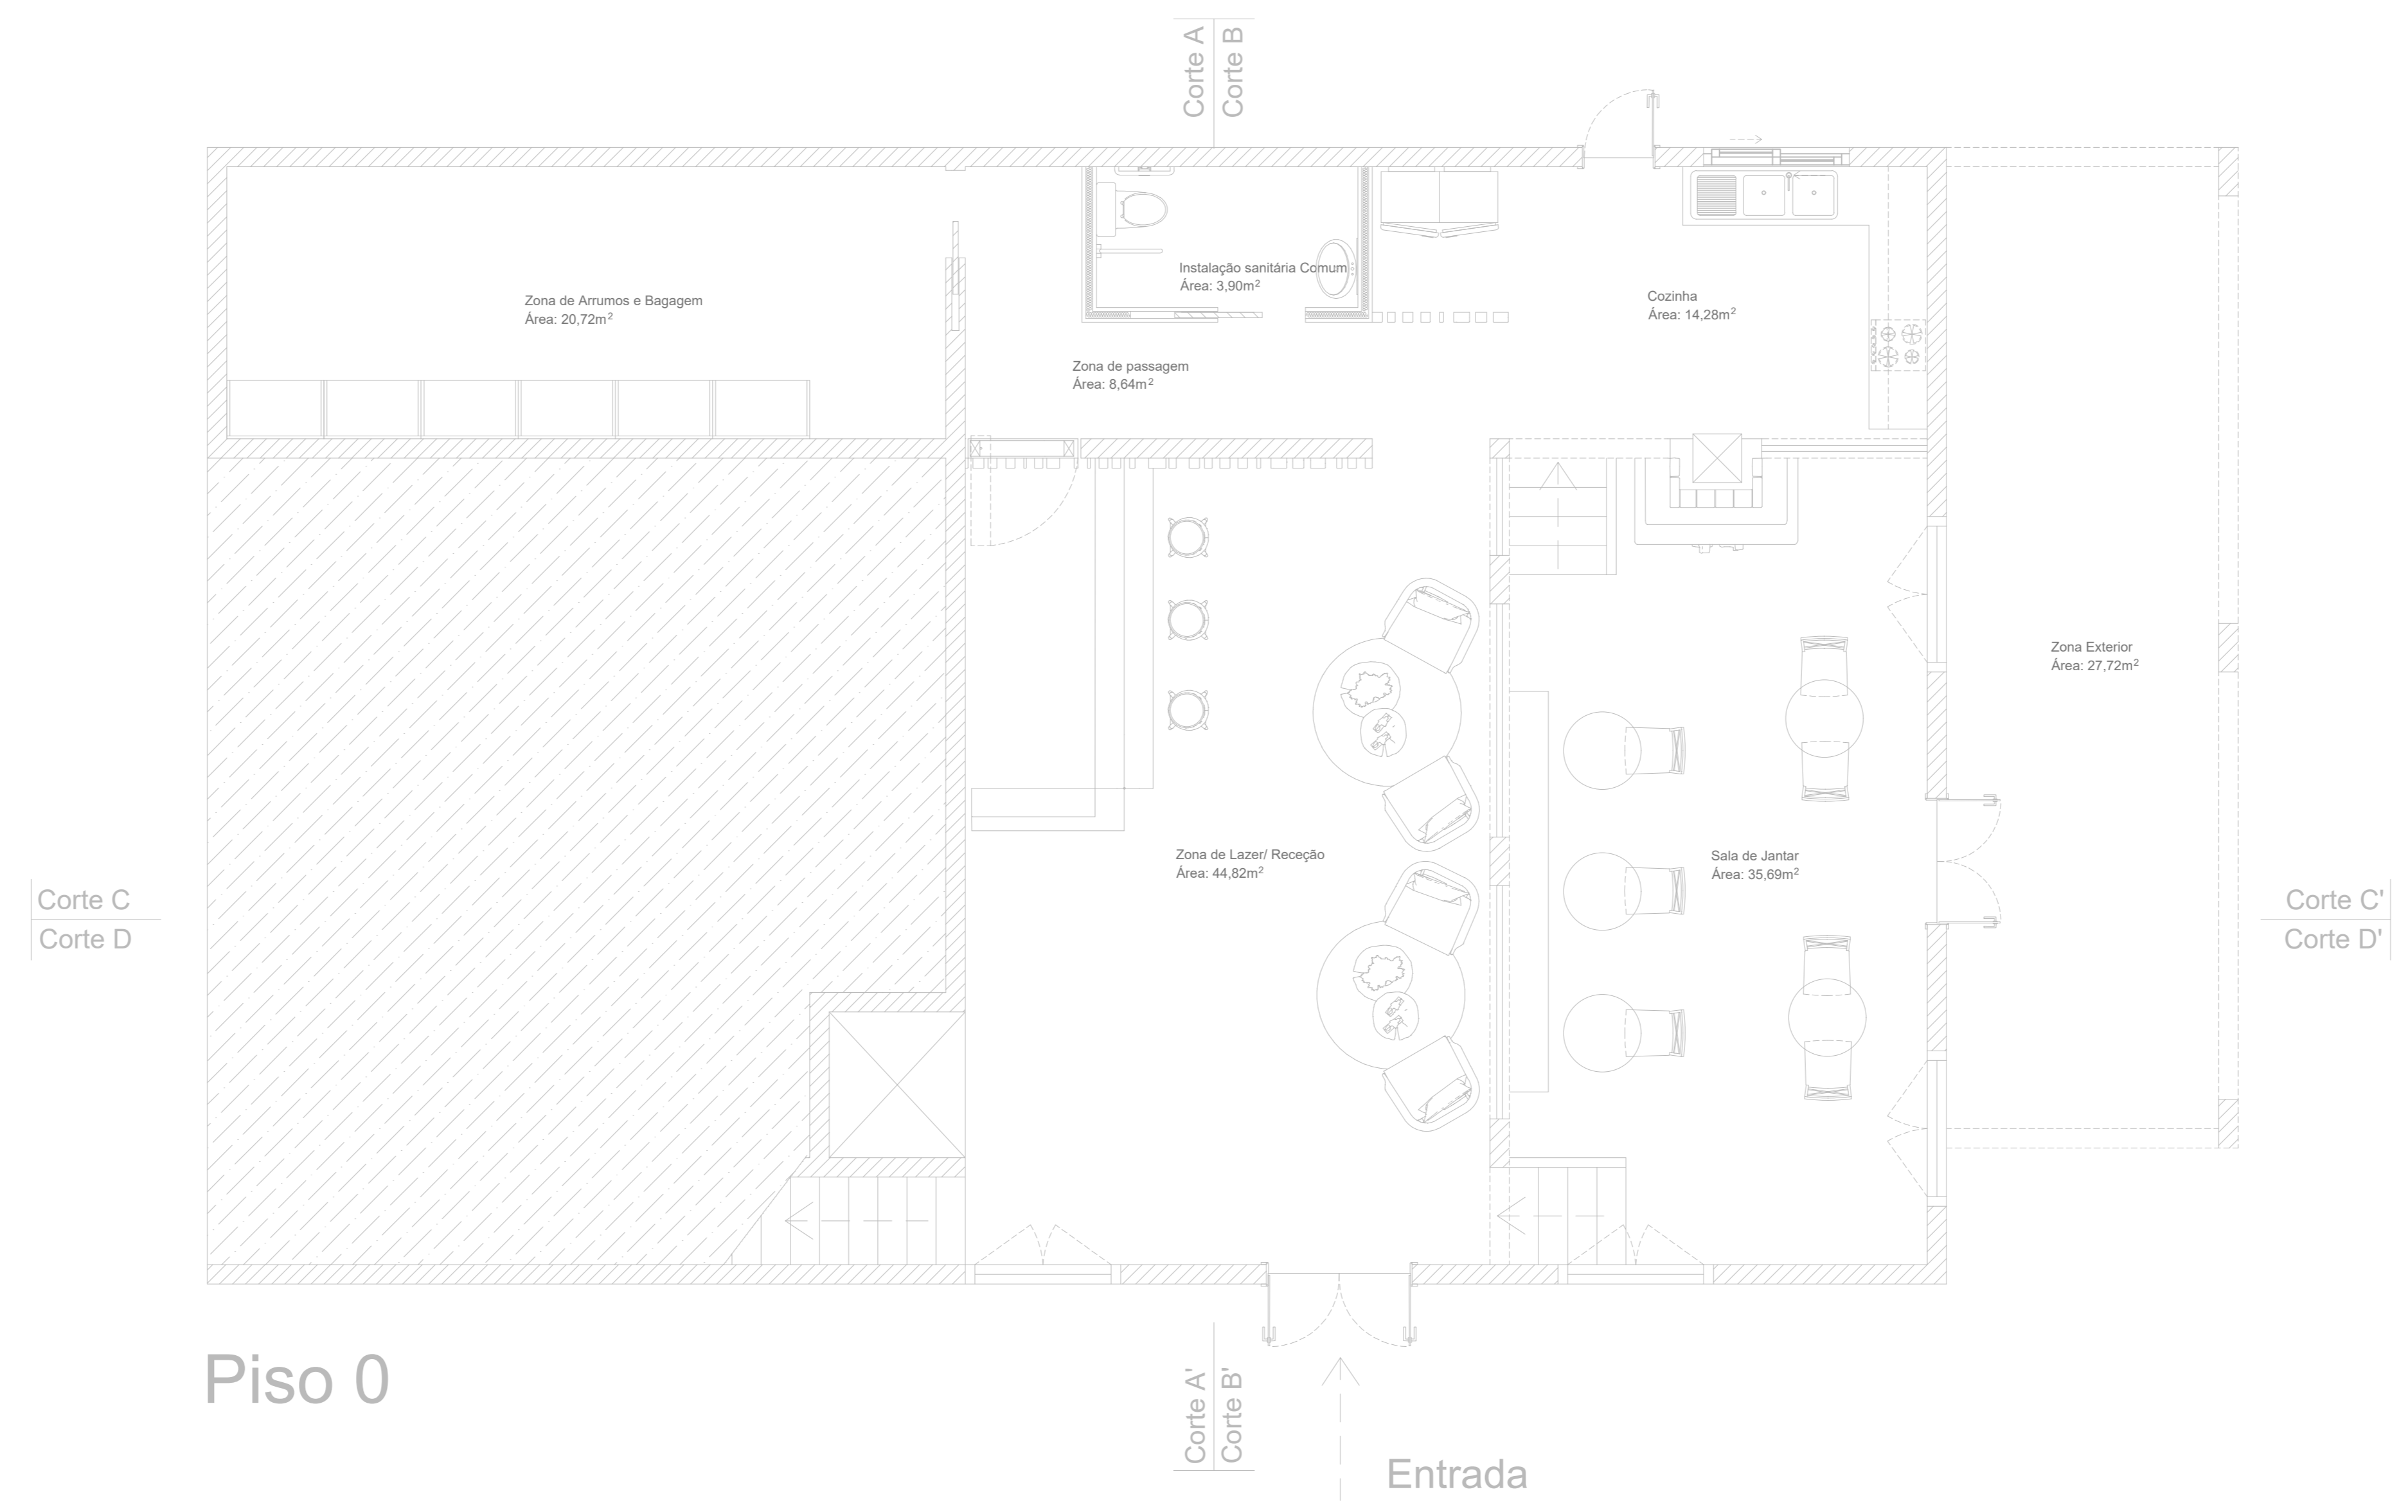 Corte A
Corte B
Instalação sanitária Comum
Área: 3,90m²
Zona de Arrumos e Bagagem
Área: 20,72m²
Cozinha
Área: 14,28m²
Zona de passagem
Área: 8,64m²
Zona Exterior
Área: 27,72m²
Zona de Lazer/ Receção
Área: 44,82m²
Sala de Jantar
Área: 35,69m²
Corte C
Corte D
Corte C'
Corte D'
Piso 0
Corte A'
Corte B'
Entrada